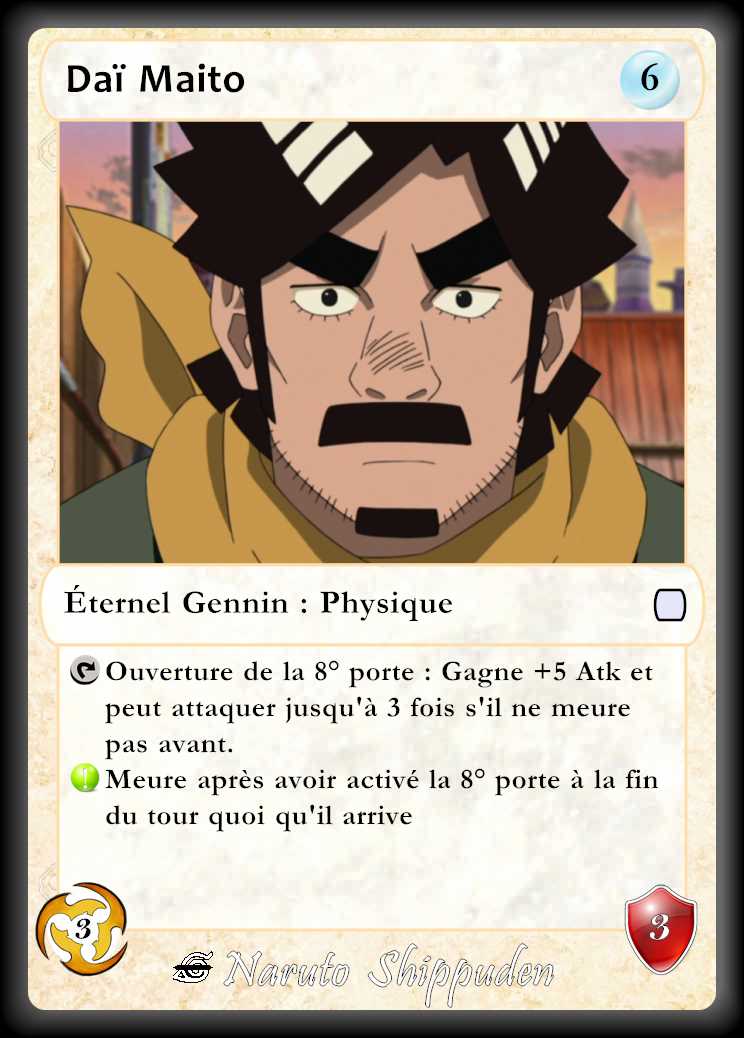 Daï Maito
6
Éternel Gennin : Physique
Ouverture de la 8° porte : Gagne +5 Atk et
peut attaquer jusqu'à 3 fois s'il ne meure
pas avant.
Meure après avoir activé la 8° porte à la fin
du tour quoi qu'il arrive
3
3
Naruto Shippuden